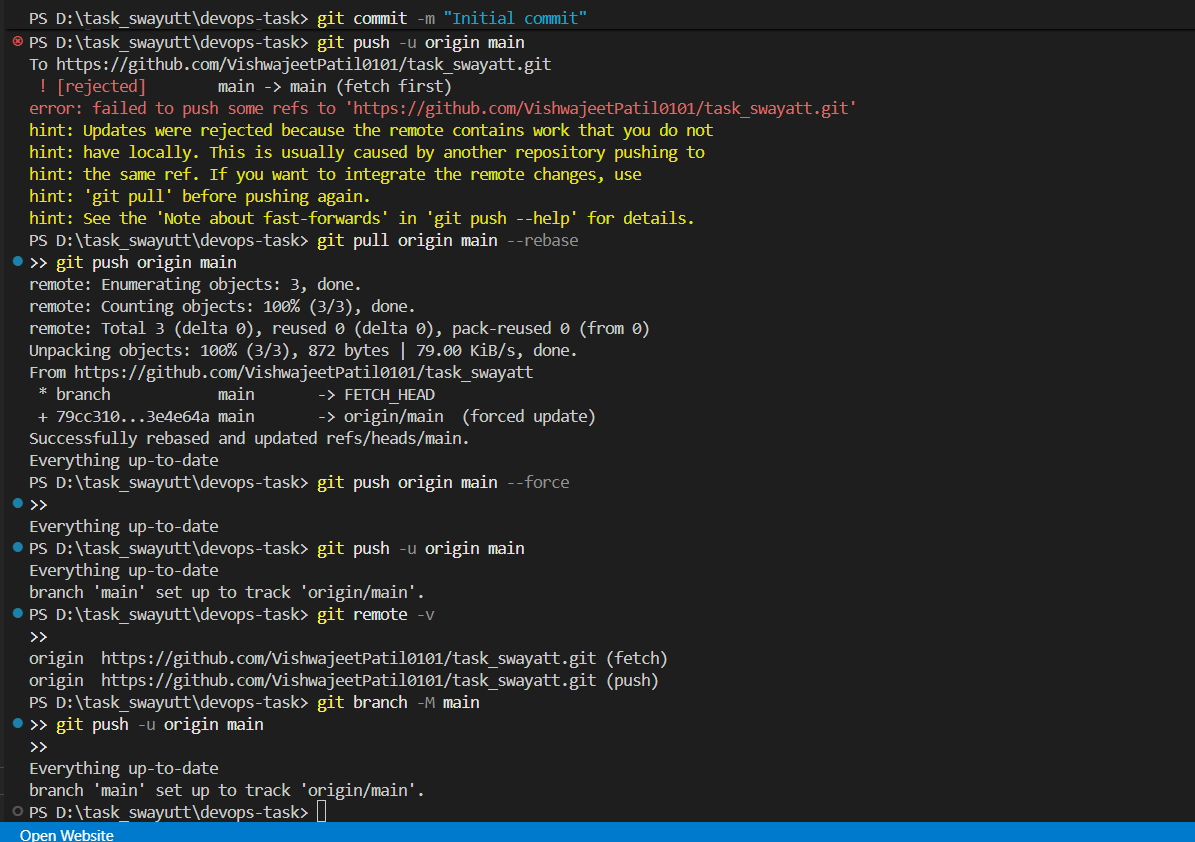 PS D:\task_swayutt\devops-task> git commit -m "Initial commit"
PS D:\task_swayutt\devops-task> git push -u origin main
To https://github.com/VishwajeetPatil0101/task_swayatt.git
 ! [rejected]        main -> main (fetch first)
error: failed to push some refs to 'https://github.com/VishwajeetPatil0101/task_swayatt.git'
hint: Updates were rejected because the remote contains work that you do not
hint: have locally. This is usually caused by another repository pushing to
hint: the same ref. If you want to integrate the remote changes, use
hint: 'git pull' before pushing again.
hint: See the 'Note about fast-forwards' in 'git push --help' for details.
PS D:\task_swayutt\devops-task> git pull origin main --rebase
>> git push origin main
remote: Enumerating objects: 3, done.
remote: Counting objects: 100% (3/3), done.
remote: Total 3 (delta 0), reused 0 (delta 0), pack-reused 0 (from 0)
Unpacking objects: 100% (3/3), 872 bytes | 79.00 KiB/s, done.
From https://github.com/VishwajeetPatil0101/task_swayatt
 * branch            main       -> FETCH_HEAD
 + 79cc310...3e4e64a main       -> origin/main  (forced update)
Successfully rebased and updated refs/heads/main.
Everything up-to-date
PS D:\task_swayutt\devops-task> git push origin main --force
>>
Everything up-to-date
PS D:\task_swayutt\devops-task> git push -u origin main
Everything up-to-date
branch 'main' set up to track 'origin/main'.
PS D:\task_swayutt\devops-task> git remote -v
>>
origin  https://github.com/VishwajeetPatil0101/task_swayatt.git (fetch)
origin  https://github.com/VishwajeetPatil0101/task_swayatt.git (push)
PS D:\task_swayutt\devops-task> git branch -M main
>> git push -u origin main
>>
Everything up-to-date
branch 'main' set up to track 'origin/main'.
PS D:\task_swayutt\devops-task>
Open Website